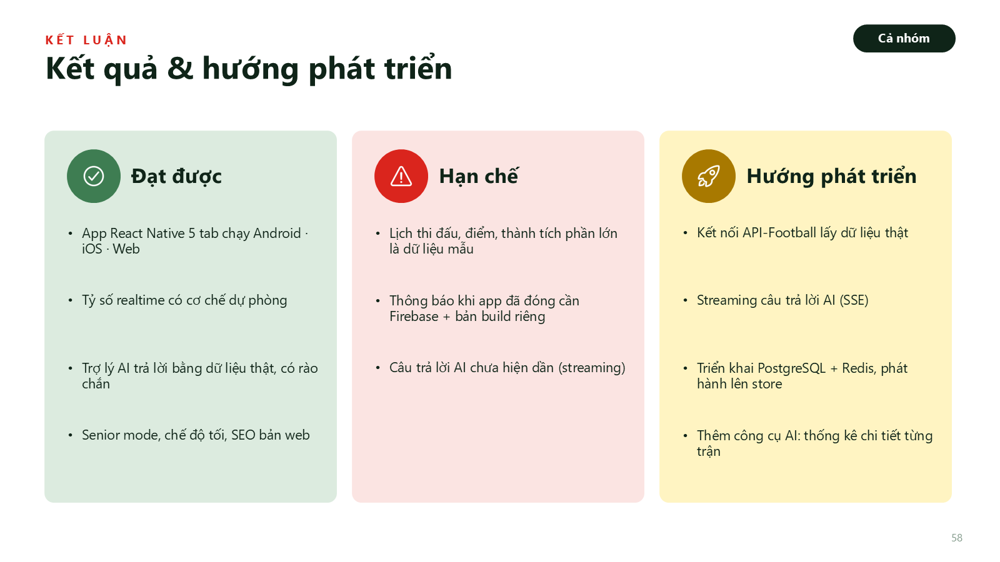 KẾT LUẬN
Kết quả & hướng phát triển
Cả nhóm
Đạt được
• App React Native 5 tab chạy Android ·
iOS · Web
• Tỷ số realtime có cơ chế dự phòng
• Trợ lý AI trả lời bằng dữ liệu thật, có rào
chắn
• Senior mode, chế độ tối, SEO bản web
Hạn chế
• Lịch thi đấu, điểm, thành tích phần lớn
là dữ liệu mẫu
• Thông báo khi app đã đóng cần
Firebase + bản build riêng
• Câu trả lời AI chưa hiện dần (streaming)
Hướng phát triển
• Kết nối API-Football lấy dữ liệu thật
• Streaming câu trả lời AI (SSE)
• Triển khai PostgreSQL + Redis, phát
hành lên store
• Thêm công cụ AI: thống kê chi tiết từng
trận
58